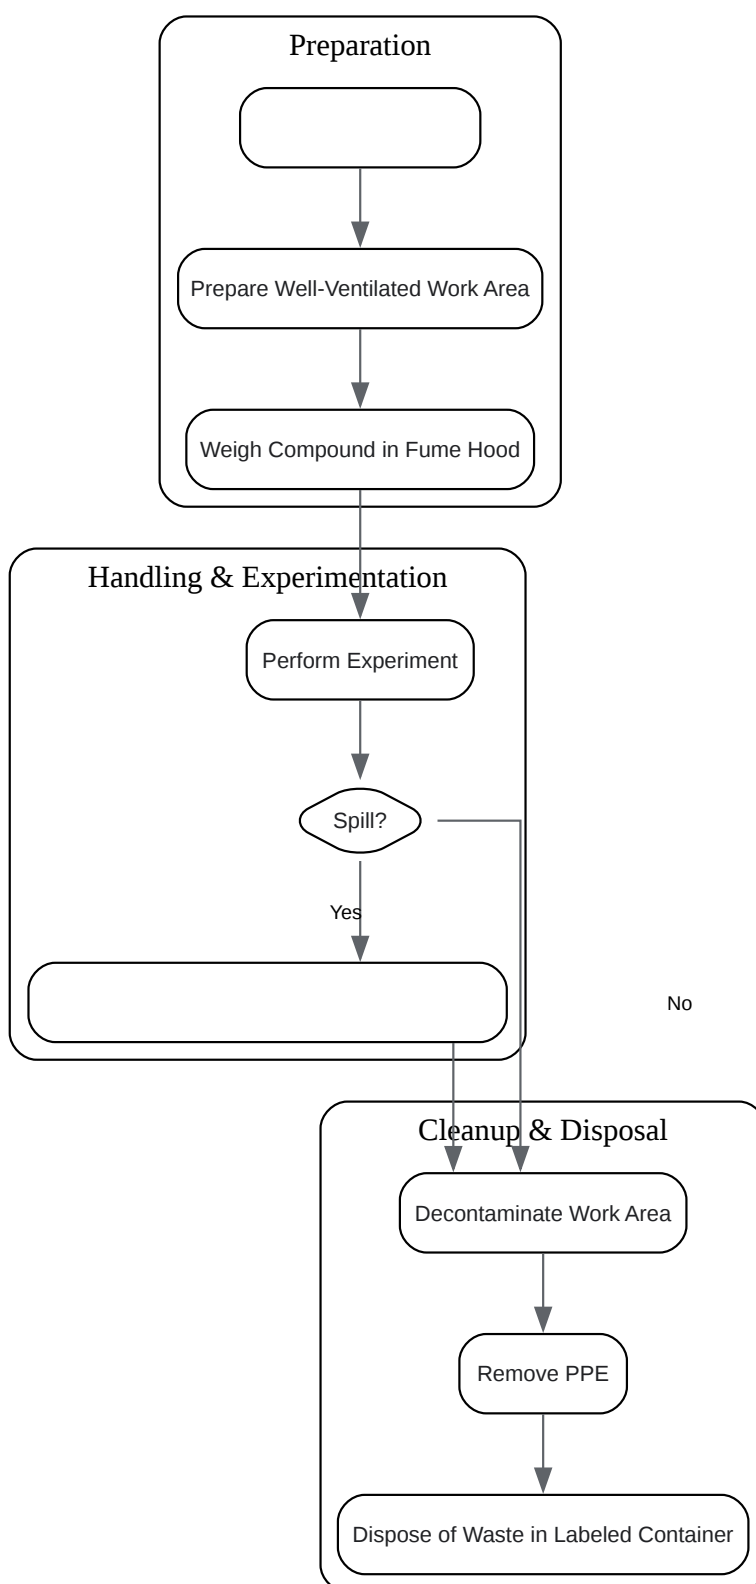 Preparation
Prepare Well-Ventilated Work Area
Weigh Compound in Fume Hood
Handling & Experimentation
Perform Experiment
Spill?
Yes
No
Cleanup & Disposal
Decontaminate Work Area
Remove PPE
Dispose of Waste in Labeled Container